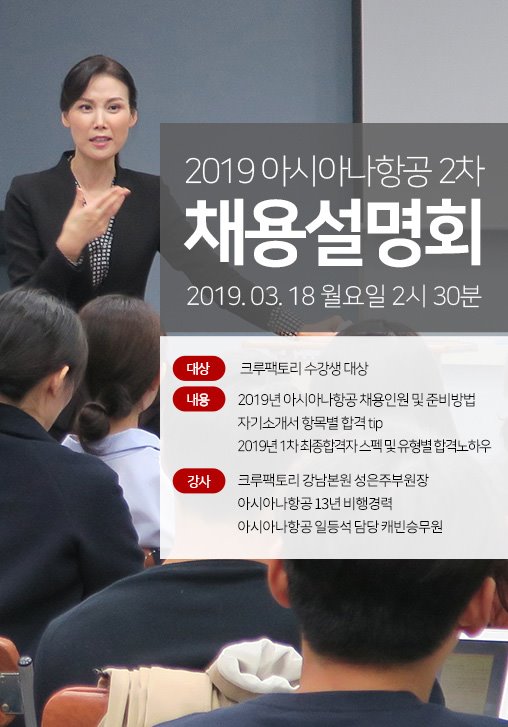 2019 아시아나항공 2차
채용설명회
2019. 03. 18 월요일 2시 30분
대상 크루팩토리 수강생 대상
내용 2019년 아시아나항공 채용인원 및 준비방법
자기소개서 항목별 합격 tip
2019년 1차 최종합격자 스펙 및 유형별 합격노하우
강사 크루팩토리 강남본원 성은주부원장
아시아나항공 13년 비행경력
아시아나항공 일등석 담당 캐빈승무원